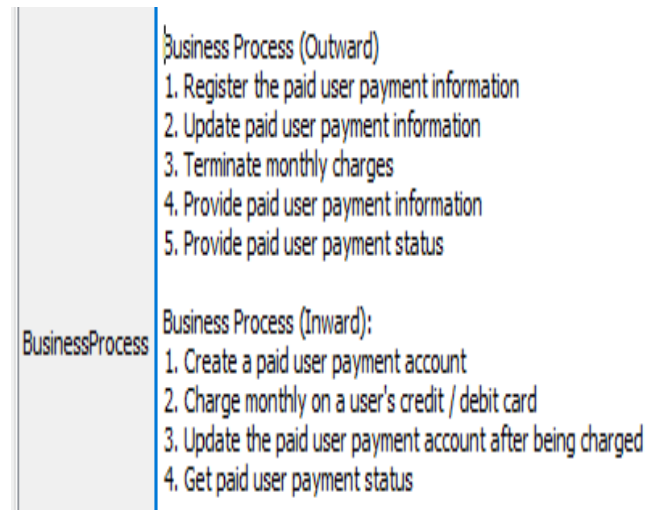 Business Process (Outward)
1. Register the paid user payment information
2. Update paid user payment information
3. Terminate monthly charges
4. Provide paid user payment information
5. Provide paid user payment status
BusinessProcess
Business Process (Inward):
1. Create a paid user payment account
2. Charge monthly on a user's credit / debit card
3. Update the paid user payment account after being charged
4. Get paid user payment status